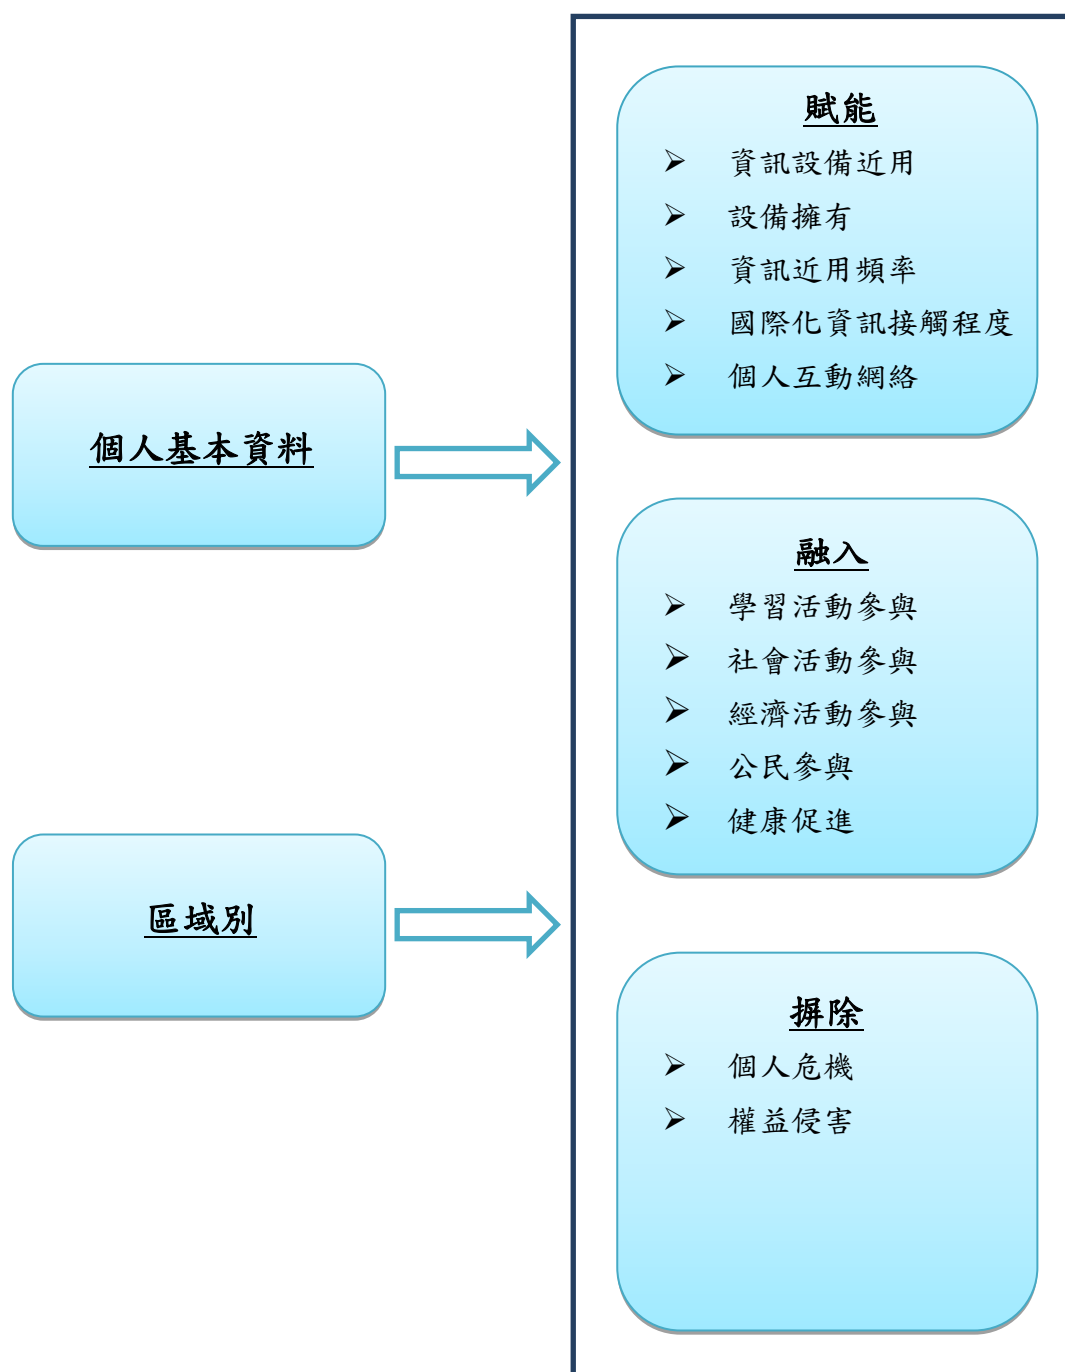 個人基本資料
區域別
賦能
資訊設備近用
設備擁有
資訊近用頻率
國際化資訊接觸程度
個人互動網絡
融入
學習活動參與
社會活動參與
經濟活動參與
公民參與
健康促進
摒除
個人危機
權益侵害